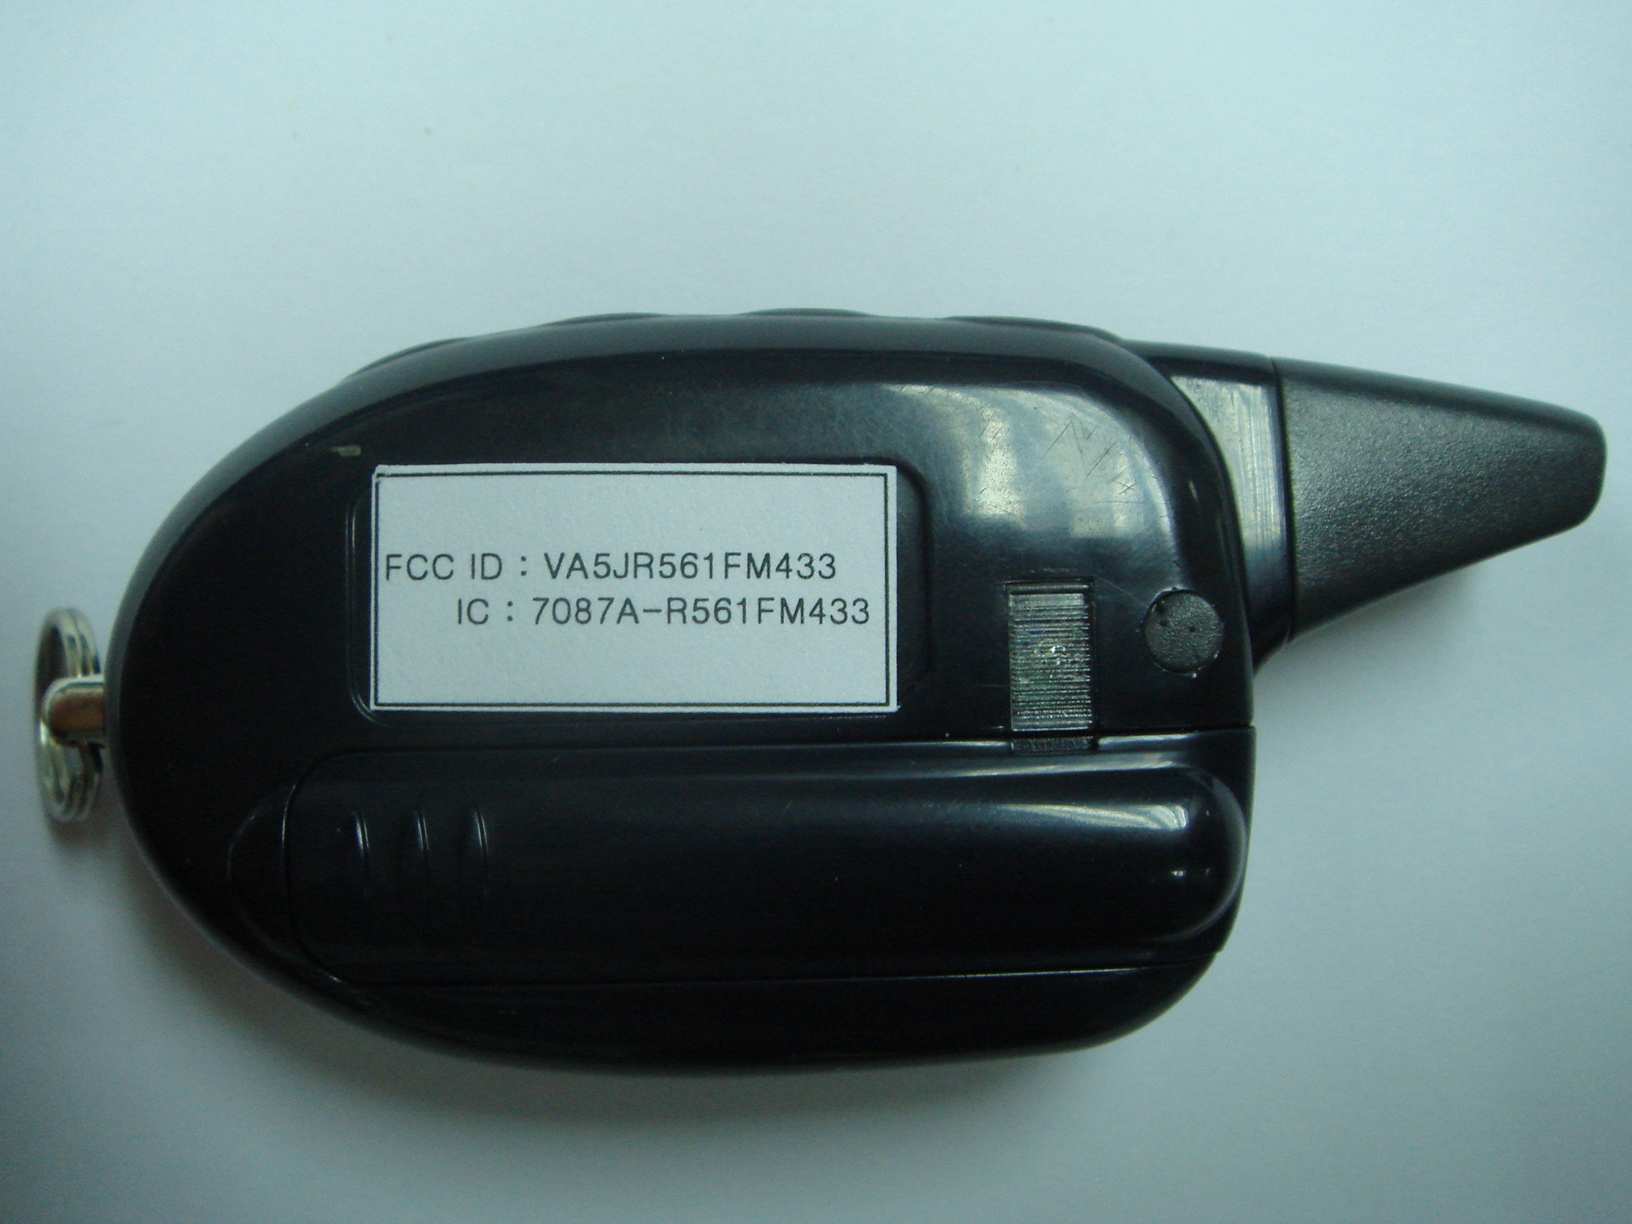 FCC ID : VA5JR561FM433
IC : 7087A-R561FM433